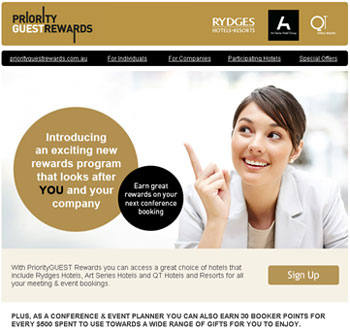 PRIORITY
GUESTREWARDS
RYDGES
HOTELS•RESORTS
QT
priorityguestrewards.com.au
For Individuals
For Companies
Participating Hotels
Special Offers
Introducing
an exciting new
rewards program
that looks after
YOU and your
company
Earn great
rewards on your
next conference
booking
With PriorityGUEST Rewards you can access a great choice of hotels that
include Rydges Hotels, Art Series Hotels and QT Hotels and Resorts for all
your meeting & event bookings.
Sign Up
PLUS, AS A CONFERENCE & EVENT PLANNER YOU CAN ALSO EARN 30 BOOKER POINTS FOR
EVERY $500 SPENT TO USE TOWARDS A WIDE RANGE OF GIFTS FOR YOU TO ENJOY.